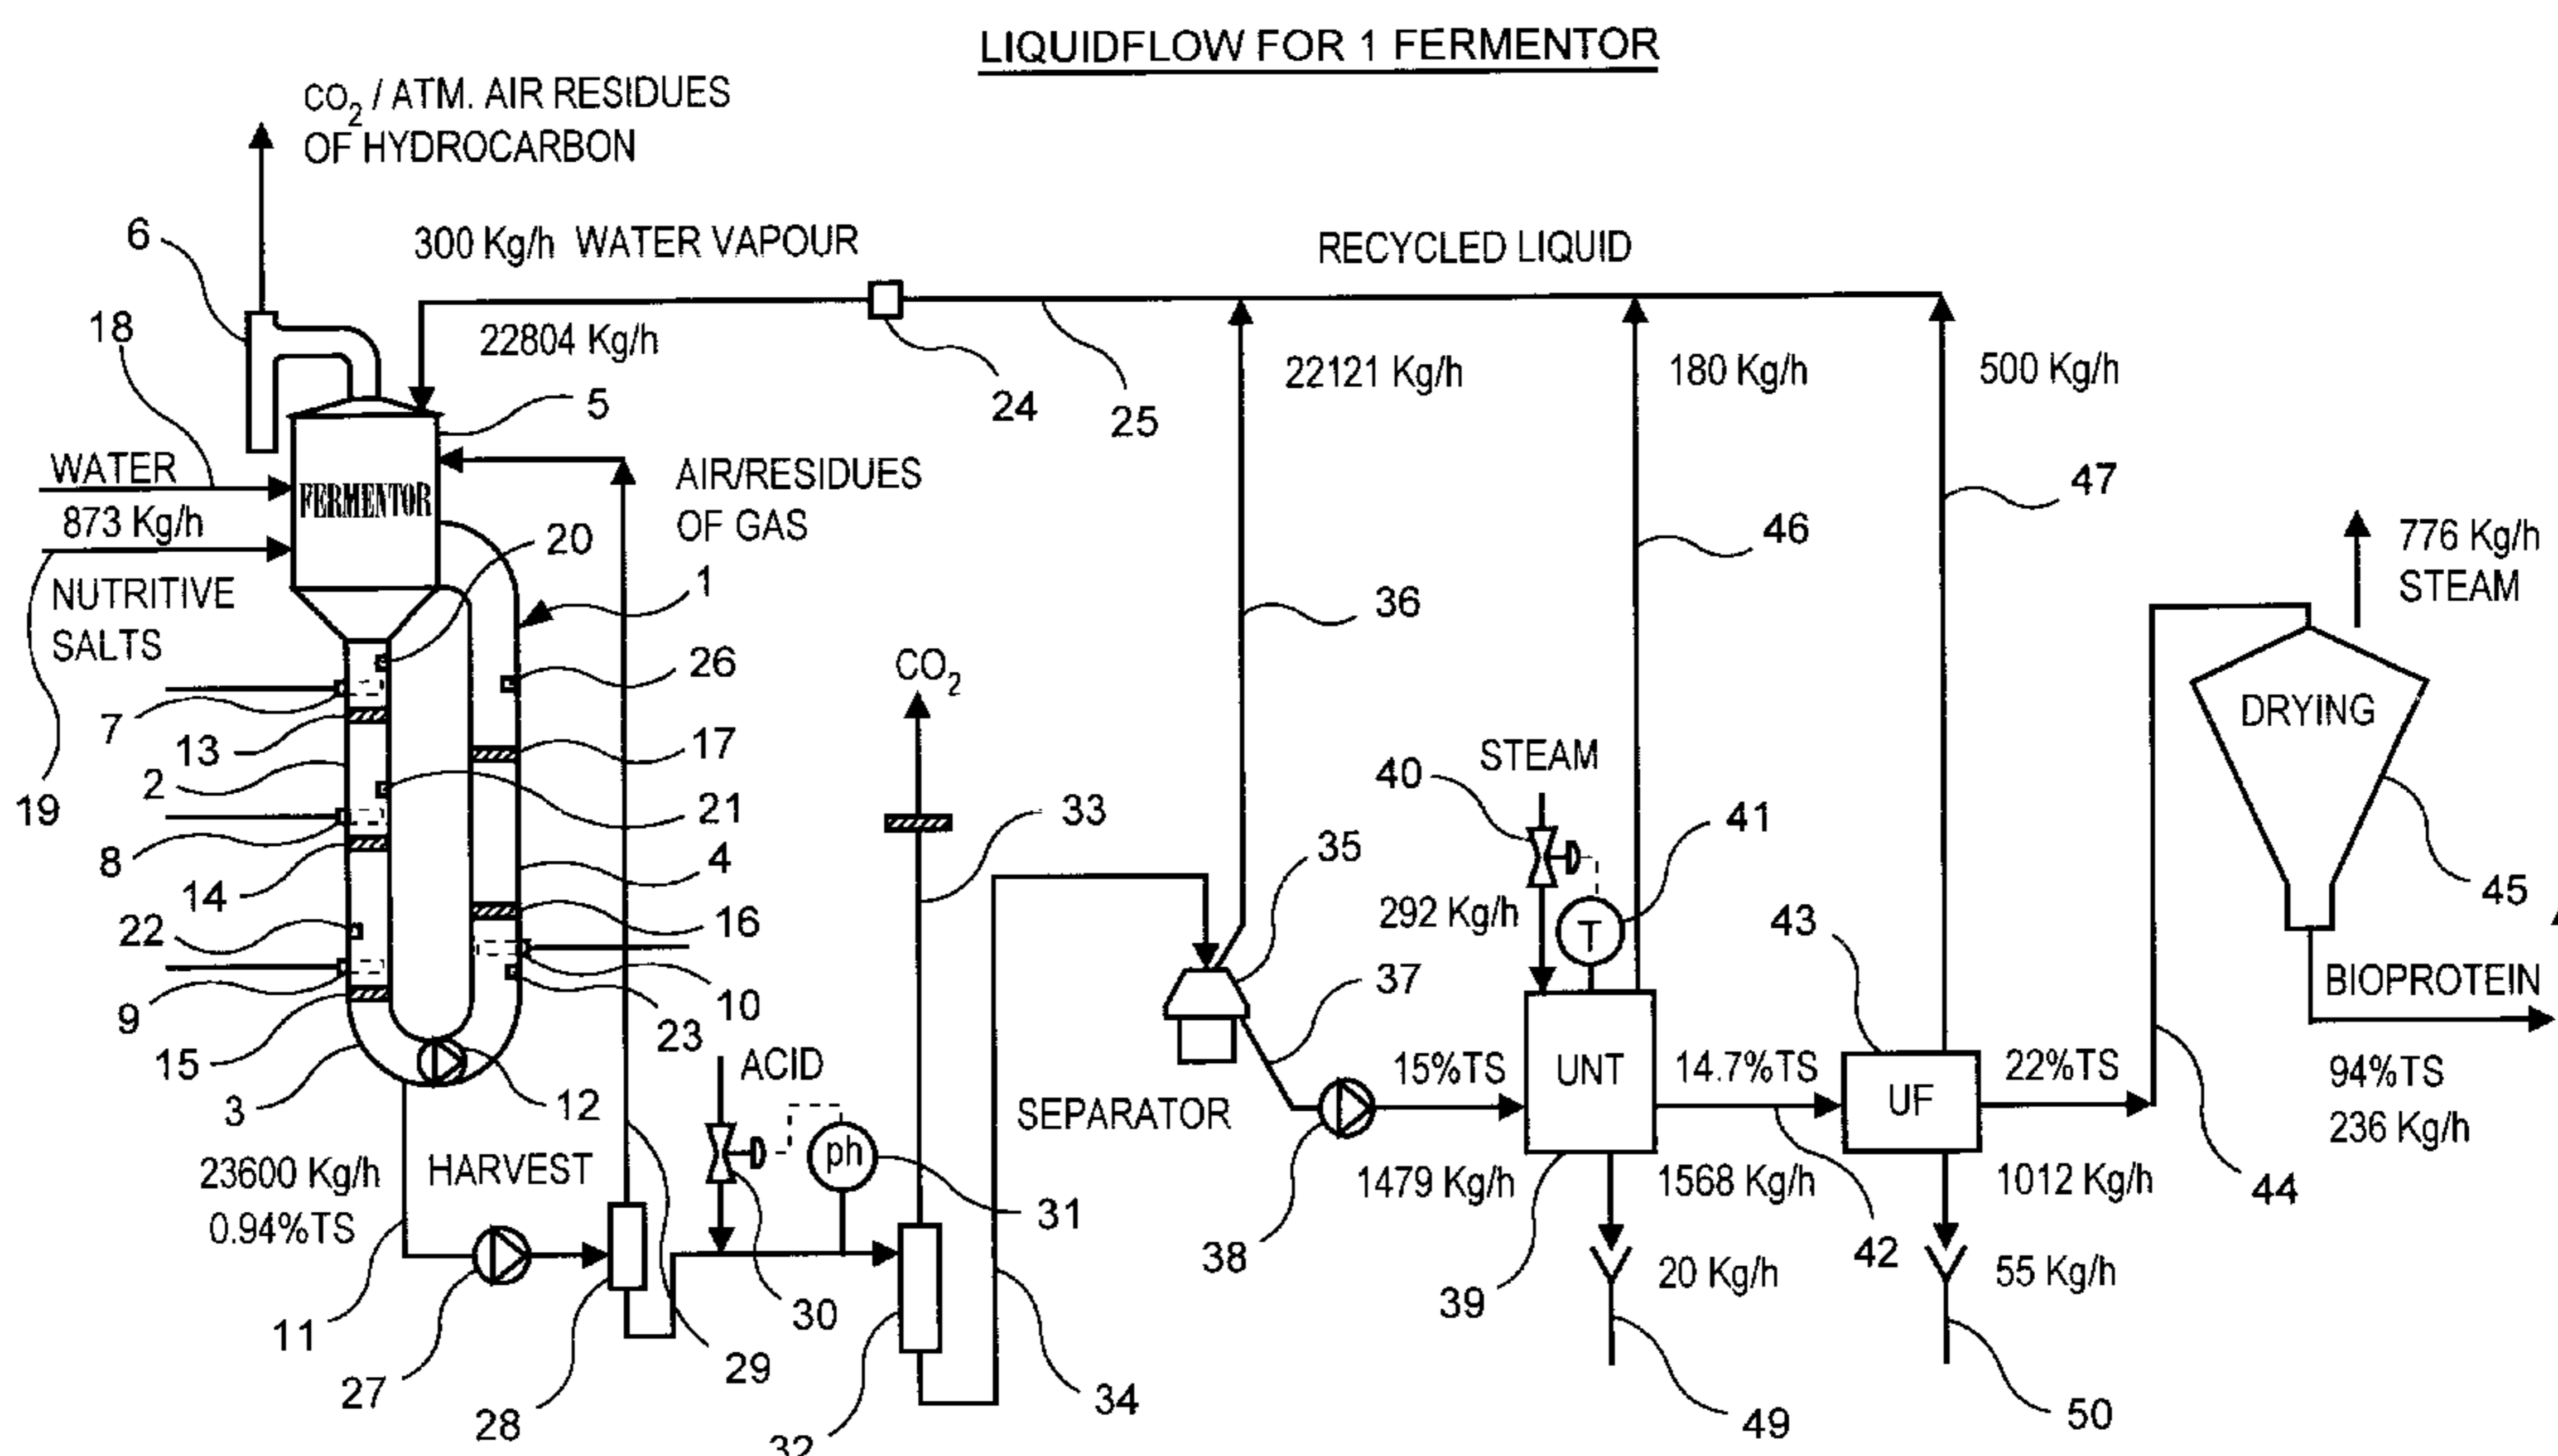 LIQUIDFLOW FOR 1 FERMENTOR
CO2 / ATM. AIR RESIDUES
OF HYDROCARBON
6
300 Kg/h WATER VAPOUR
RECYCLED LIQUID
18
22804 Kg/h
5
24
25
22121 Kg/h
180 Kg/h
500 Kg/h
WATER
873 Kg/h
FERMENTOR
AIR/RESIDUES
OF GAS
20
47
46
776 Kg/h
STEAM
NUTRITIVE
SALTS
1
36
26
CO2
7
13
17
DRYING
2
STEAM
40
19
21
33
41
8
4
35
14
292 Kg/h
T
45
22
16
43
9
10
37
BIOPROTEIN
15
23
ACID
15%TS
UNT
14.7%TS
UF
22%TS
94%TS
3
12
SEPARATOR
236 Kg/h
38
23600 Kg/h
HARVEST
ph
1479 Kg/h
1568 Kg/h
1012 Kg/h
44
0.94%TS
31
39
42
20 Kg/h
55 Kg/h
11
30
27
28
29
32
34
49
50